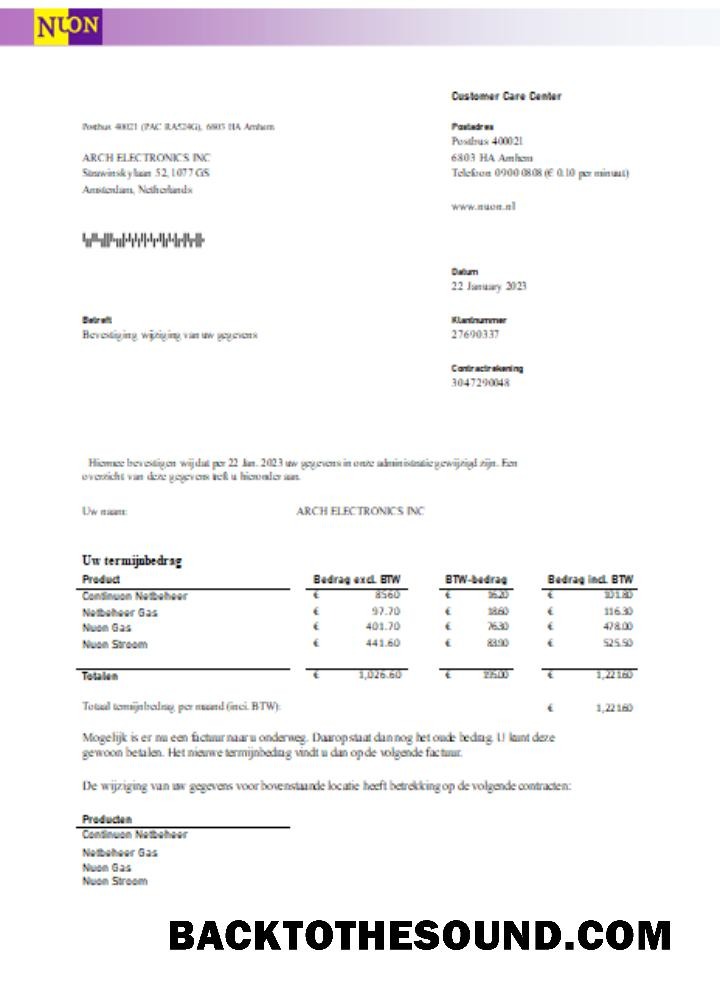 NUON
Customer Care Center
Postbus 40021 (PAC RA524G), 6803 HA Arnhem
Postadres
Postbus 400021
ARCH ELECTRONICS INC
6803 HA Arnhem
Strawinskylaan 52, 1077 GS
Telefoon 0900 0808 (€ 0.10 per minuut)
Amsterdam, Netherlands
www.nuon.nl
Datum
22 January 2023
Betreft
Klantnummer
Bevestiging wijziging van uw gegevens
27690337
Contractrekening
3047290048
Hiermee bevestigen wij dat per 22 Jan. 2023 uw gegevens in onze administratie gewijzigd zijn. Een
overzicht van deze gegevens treft u hieronder aan.
Uw naam: ARCH ELECTRONICS INC
Uw termijnbedrag
Product Bedrag excl. BTW BTW-bedrag Bedrag incl. BTW
Continuon Netbeheer € 8560 € 16.20 € 101.80
Netbeheer Gas € 97.70 € 18.60 € 116.30
Nuon Gas € 401.70 € 76.30 € 478.00
Nuon Stroom € 441.60 € 83.90 € 525.50
Totalen € 1,026.60 € 195.00 € 1,221.60
Totaal termijnbedrag per maand (incl. BTW): € 1,221.60
Mogelijk is er nu een factuur naar u onderweg. Daarop staat dan nog het oude bedrag. U kunt deze
gewoon betalen. Het nieuwe termijnbedrag vindt u dan op de volgende factuur.
De wijziging van uw gegevens voor bovenstaande locatie heeft betrekking op de volgende contracten:
Producten
Continuon Netbeheer
Netbeheer Gas
Nuon Gas
Nuon Stroom
BACKTOTHESOUND.COM